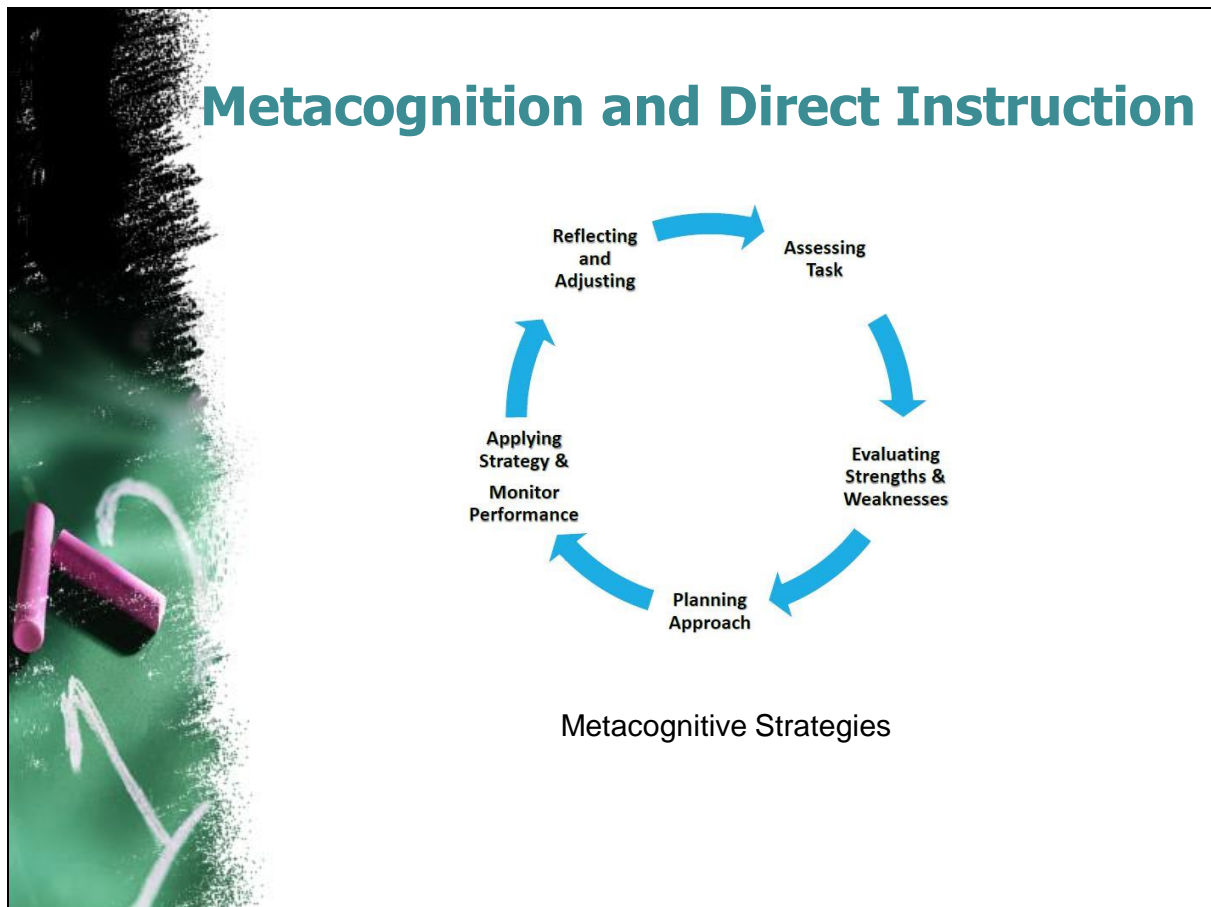 Metacognition and Direct Instruction
Reflecting
and
Adjusting
Assessing
Task
Evaluating
Strengths &
Weaknesses
Planning
Approach
Applying
Strategy &
Monitor
Performance
Metacognitive Strategies